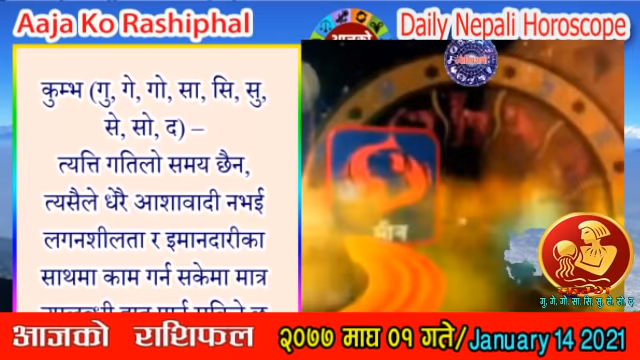 Aaja Ko Rashiphal
Daily Nepali Horoscope
आजको
कुम्भ (गु, गे, गो, सा, सि, सु,
से, सो, द) –
त्यत्ति गतिलो समय छैन,
त्यसैले धेरै आशावादी नभई
लगनशीलता र इमानदारीका
साथमा काम गर्न सकेमा मात्र
मीन
गु, गे, गो, सा, सि, सु, से, सो, द
आजको राशिफल
२०७७ माघ ०१ गते/January 14 2021